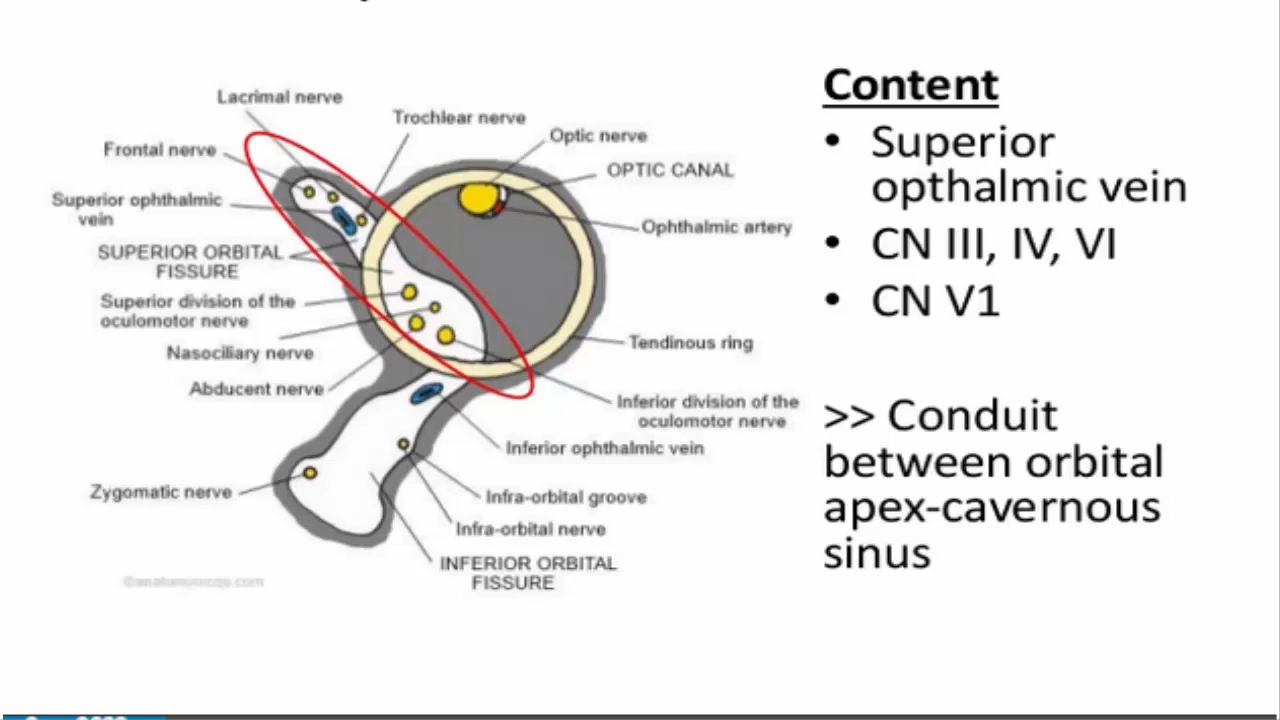 Lacrimal nerve
Trochlear nerve
Optic nerve
Frontal nerve
OPTIC CANAL
Superior ophthalmic
vein
Ophthalmic artery
SUPERIOR ORBITAL
FISSURE
Superior division of the
oculomotor nerve
Tendinous ring
Nasociliary nerve
Abducent nerve
Inferior division of the
oculomotor nerve
Inferior ophthalmic vein
Zygomatic nerve
Infra-orbital groove
Infra-orbital nerve
INFERIOR ORBITAL
FISSURE
Content
• Superior
opthalmic vein
• CN III, IV, VI
• CN V1
>> Conduit
between orbital
apex-cavernous
sinus